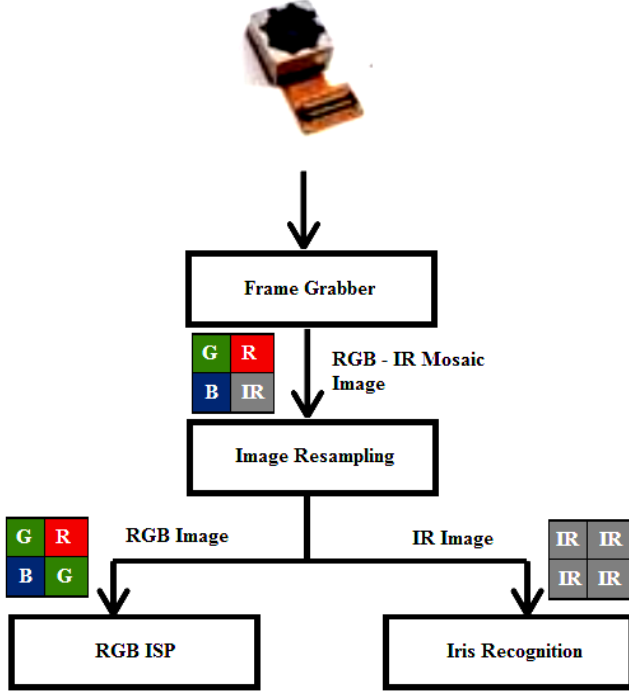 Frame Grabber
G R
B IR
RGB - IR Mosaic
Image
Image Resampling
G R
B G
RGB Image
IR Image
IR IR
IR IR
RGB ISP
Iris Recognition